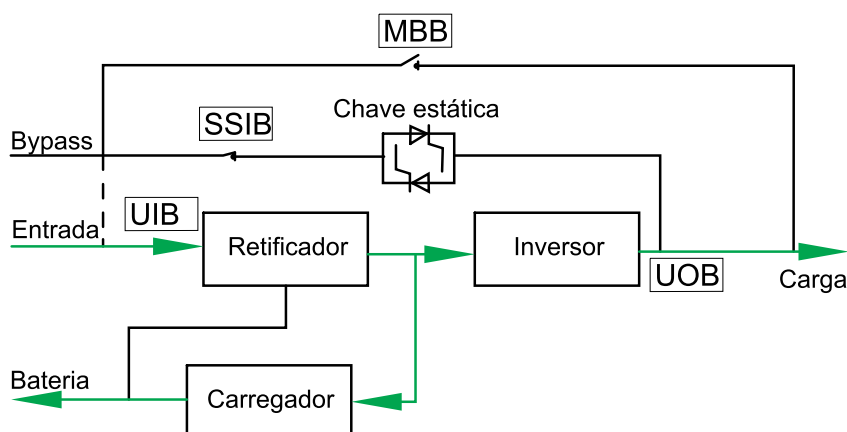 MBB
Chave estática
SSIB
Bypass
UIB
Entrada
Retificador
Inversor
UOB
Carga
Bateria
Carregador